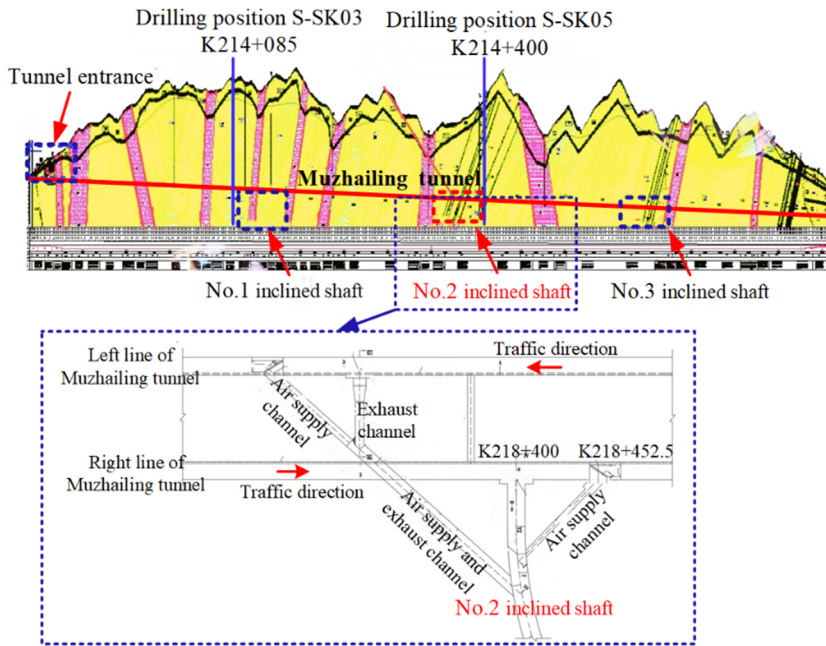 Drilling position S-SK03
K214+085
Drilling position S-SK05
K214+400
Tunnel entrance
Muzhailing tunnel
No.1 inclined shaft
No.2 inclined shaft
No.3 inclined shaft
Left line of
Muzhailing tunnel
Traffic direction
Air supply
channel
Exhaust
channel
K218+400
K218+452.5
Right line of
Muzhailing tunnel
Traffic direction
Air supply and
exhaust channel
Air supply
channel
No.2 inclined shaft